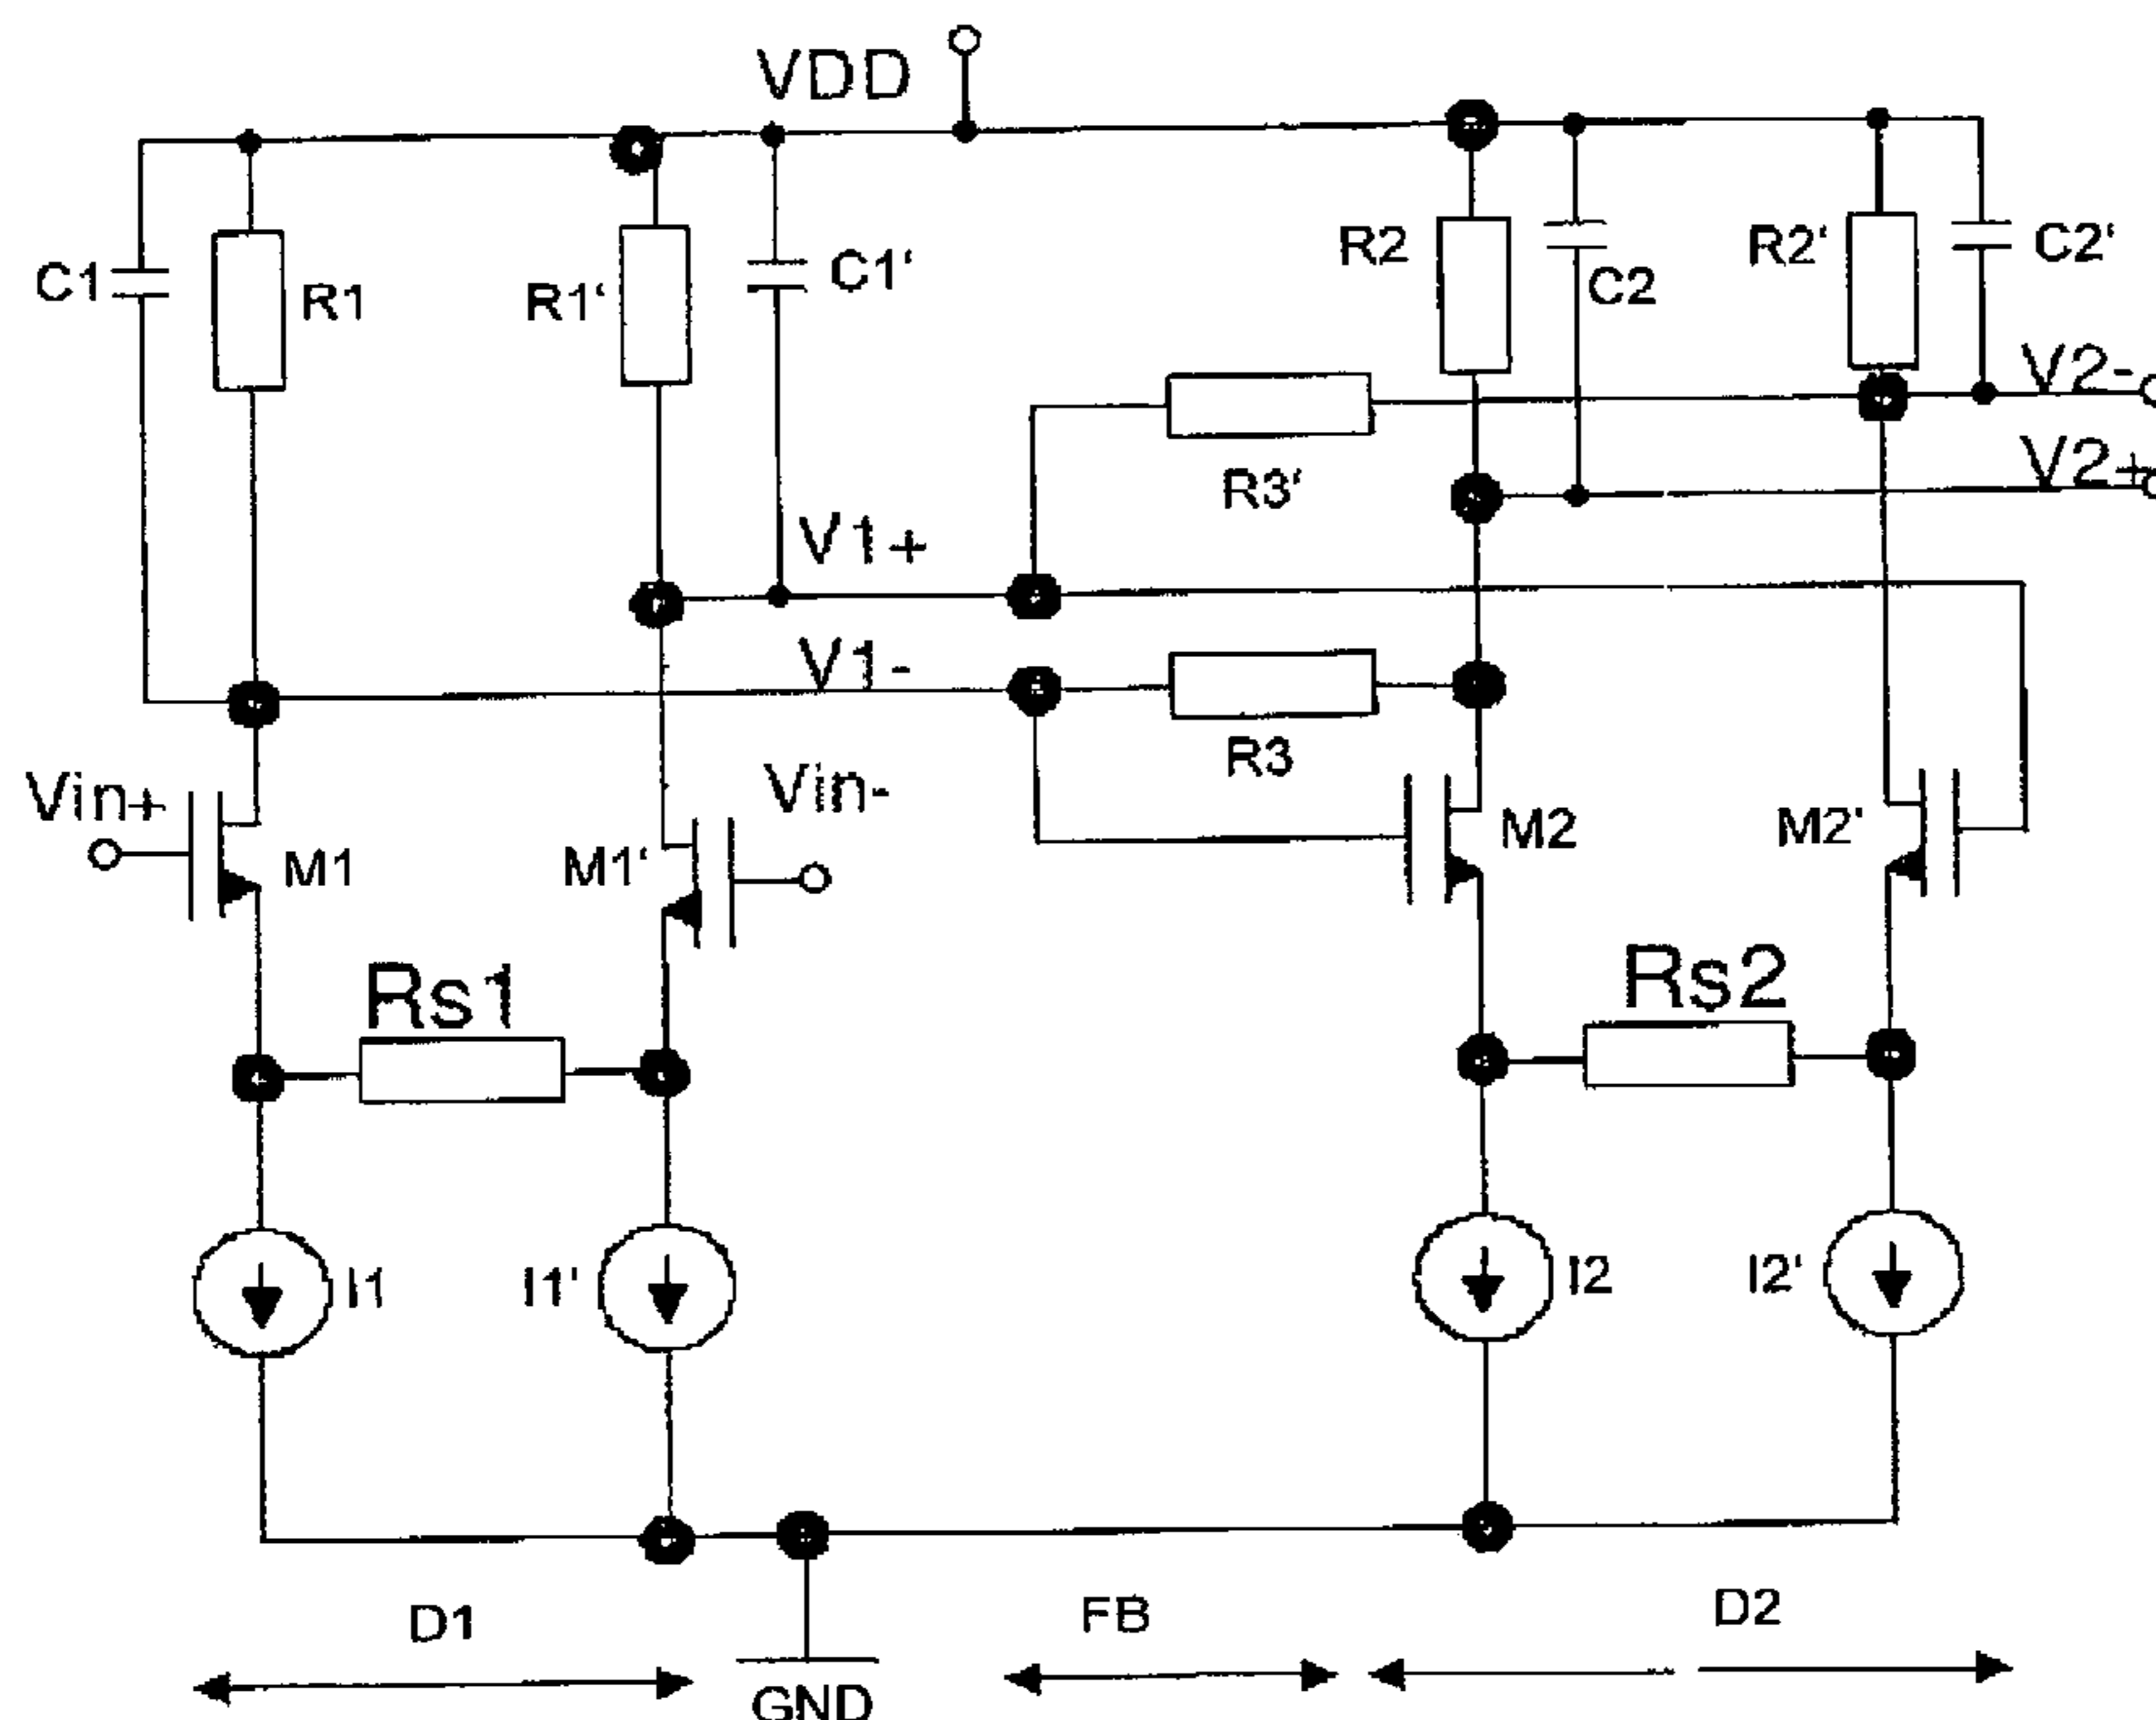 VDD
C1
R1
R1‘
C1‘
R2
C2
R2‘
C2‘
V2-
V2+
R3'
V1+
V1-
R3
Vin+
M1
M1‘
Vin-
M2
M2'
Rs1
Rs2
I1
I1'
I2
I2‘
D1
GND
FB
D2